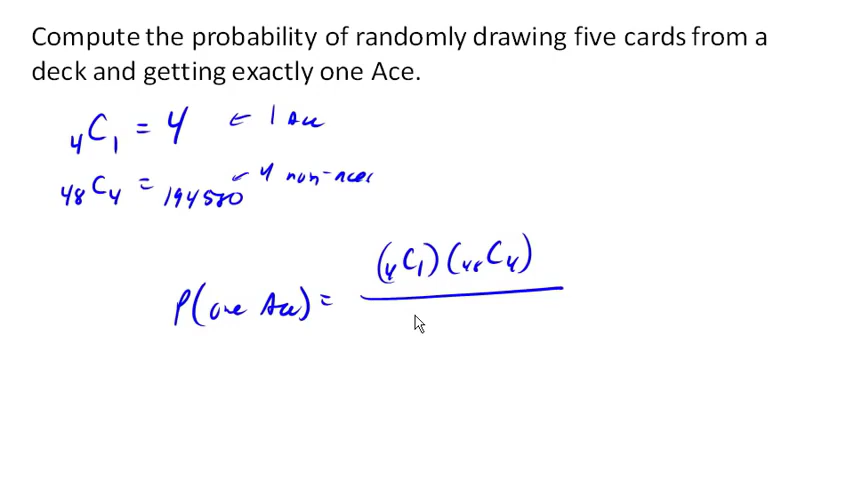 Compute the probability of randomly drawing five cards from a
deck and getting exactly one Ace.
₄C₁ = 4 ← 1 Ace
₄₈C₄ = 194580 ← 4 non-aces
P(one Ace) = (₄C₁)(₄₈C₄)